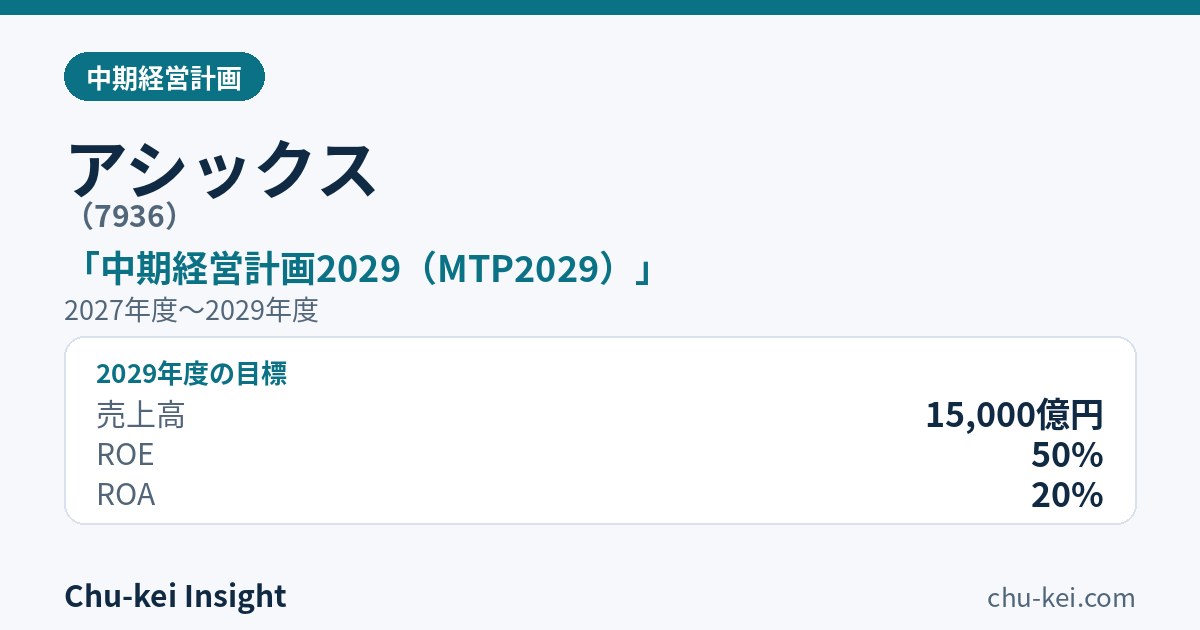 中期経営計画
アシックス
（7936）
「中期経営計画2029（MTP2029）」
2027年度～2029年度
2029年度の目標
売上高 15,000億円
ROE 50%
ROA 20%
Chu-kei Insight chu-kei.com